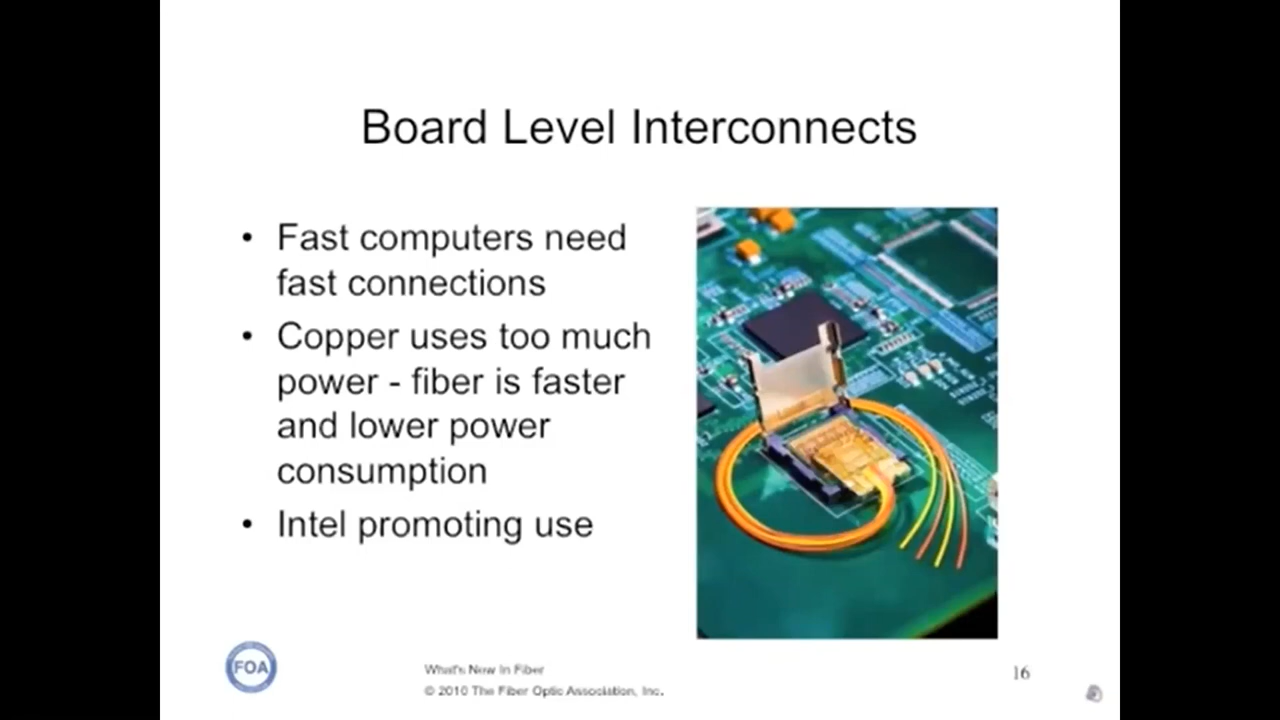 Board Level Interconnects
• Fast computers need
fast connections
• Copper uses too much
power - fiber is faster
and lower power
consumption
• Intel promoting use
FOA
What's New In Fiber
© 2010 The Fiber Optic Association, Inc.
16